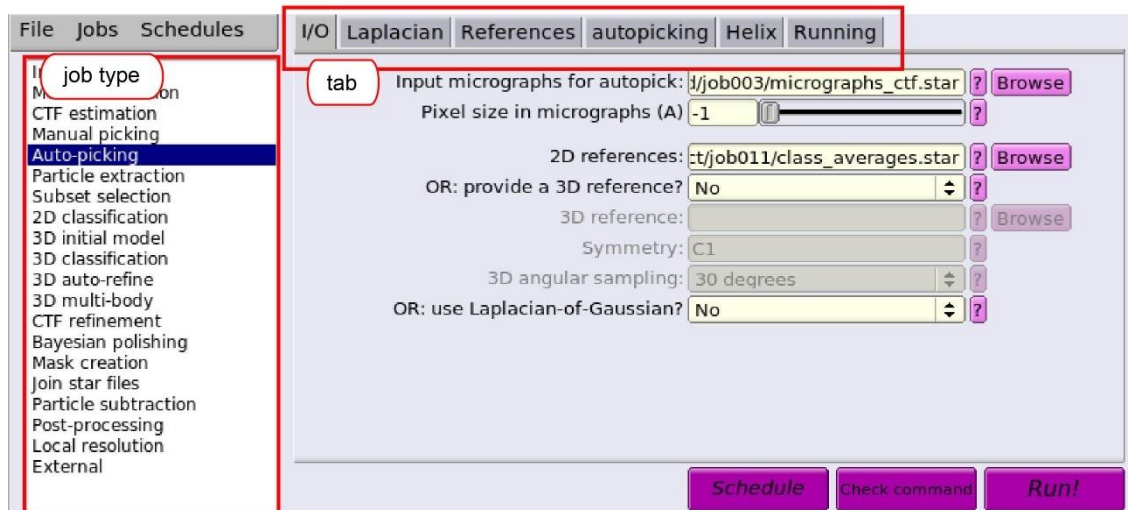 File Jobs Schedules
I/O Laplacian References autopicking Helix Running
job type
tab
on
CTF estimation
Manual picking
Auto-picking
Particle extraction
Subset selection
2D classification
3D initial model
3D classification
3D auto-refine
3D multi-body
CTF refinement
Bayesian polishing
Mask creation
Join star files
Particle subtraction
Post-processing
Local resolution
External
Input micrographs for autopick: /job003/micrographs_ctf.star ? Browse
Pixel size in micrographs (A) -1 ?
2D references: :t/job011/class_averages.star ? Browse
OR: provide a 3D reference? No ?
3D reference: ? Browse
Symmetry: C1 ?
3D angular sampling: 30 degrees ?
OR: use Laplacian-of-Gaussian? No ?
Schedule Check command Run!